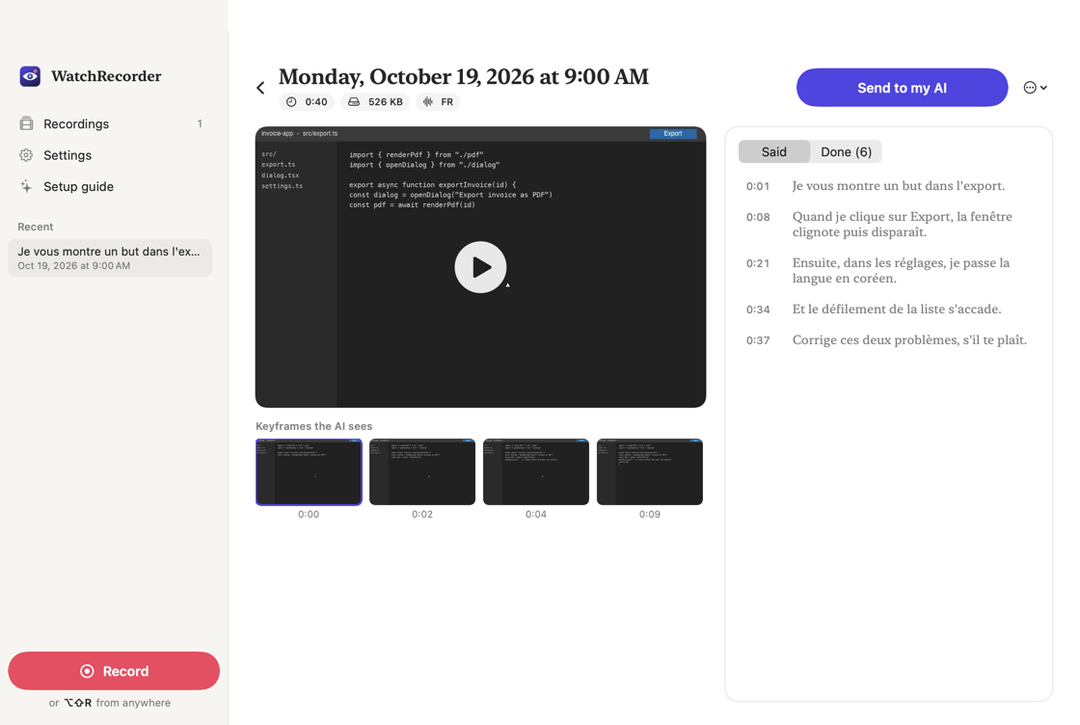 WatchRecorder
Recordings 1
Settings
Setup guide
Recent
Je vous montre un but dans l'ex...
Oct 19, 2026 at 9:00 AM
Record
or ⌥⇧R from anywhere
Monday, October 19, 2026 at 9:00 AM
0:40 526 KB FR
Send to my AI
invoice-app - src/export.ts Export
src/
export.ts
dialog.tsx
settings.ts
import { renderPdf } from "./pdf"
import { openDialog } from "./dialog"
export async function exportInvoice(id) {
const dialog = openDialog("Export invoice as PDF")
const pdf = await renderPdf(id)
Keyframes the AI sees
0:00 0:02 0:04 0:09
Said Done (6)
0:01 Je vous montre un but dans l'export.
0:08 Quand je clique sur Export, la fenêtre
clignote puis disparaît.
0:21 Ensuite, dans les réglages, je passe la
langue en coréen.
0:34 Et le défilement de la liste s'accade.
0:37 Corrige ces deux problèmes, s'il te plaît.